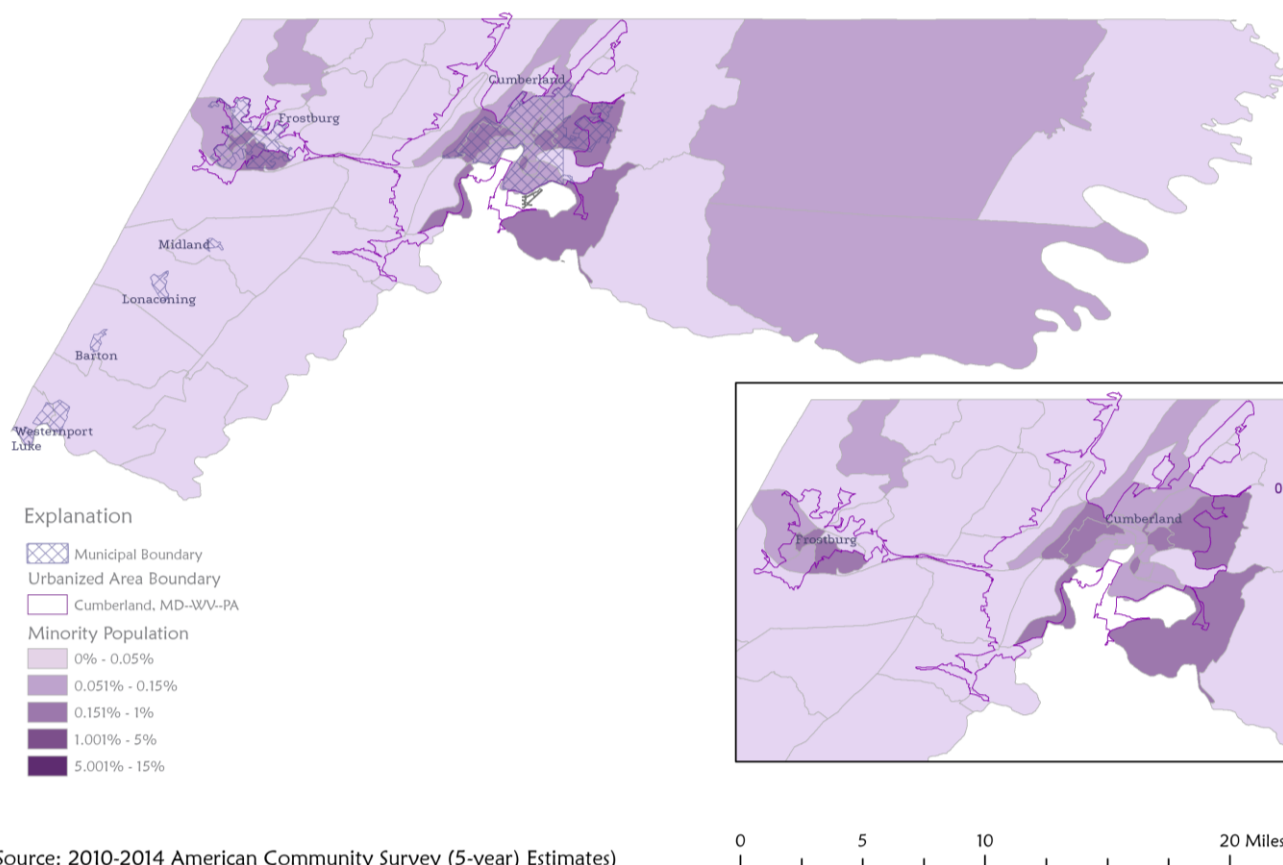 Cumberland
Frostburg
Midland
Lonaconing
Barton
Westernport
Luke
Explanation
Municipal Boundary
Urbanized Area Boundary
Cumberland, MD--WV--PA
Minority Population
0% - 0.05%
0.051% - 0.15%
0.151% - 1%
1.001% - 5%
5.001% - 15%
Cumberland
Frostburg
0
0 5 10 20 Miles
Source: 2010-2014 American Community Survey (5-year) Estimates)